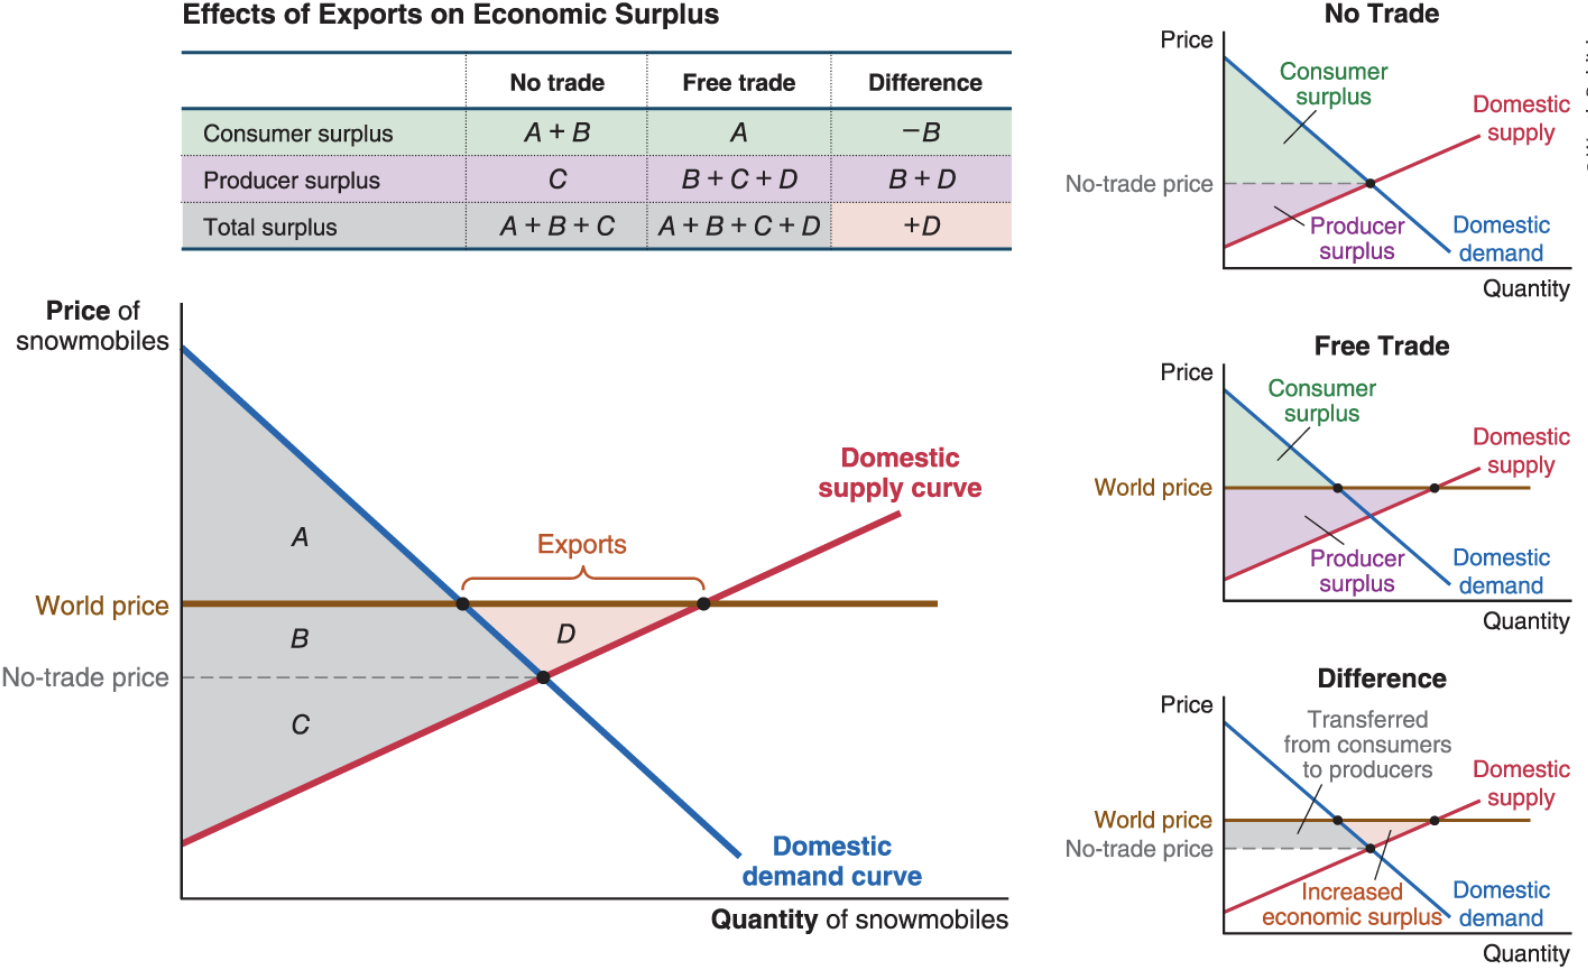 Effects of Exports on Economic Surplus
No trade Free trade Difference
Consumer surplus A + B A −B
Producer surplus C B + C + D B + D
Total surplus A + B + C A + B + C + D +D
Price of
snowmobiles
A
Domestic
supply curve
Exports
World price
B
D
No-trade price
C
Domestic
demand curve
Quantity of snowmobiles
No Trade
Price
Consumer
surplus
Domestic
supply
No-trade price
Producer
surplus
Domestic
demand
Quantity
Free Trade
Price
Consumer
surplus
Domestic
supply
World price
Producer
surplus
Domestic
demand
Quantity
Difference
Price
Transferred
from consumers
to producers
Domestic
supply
World price
No-trade price
Increased
economic surplus
Domestic
demand
Quantity